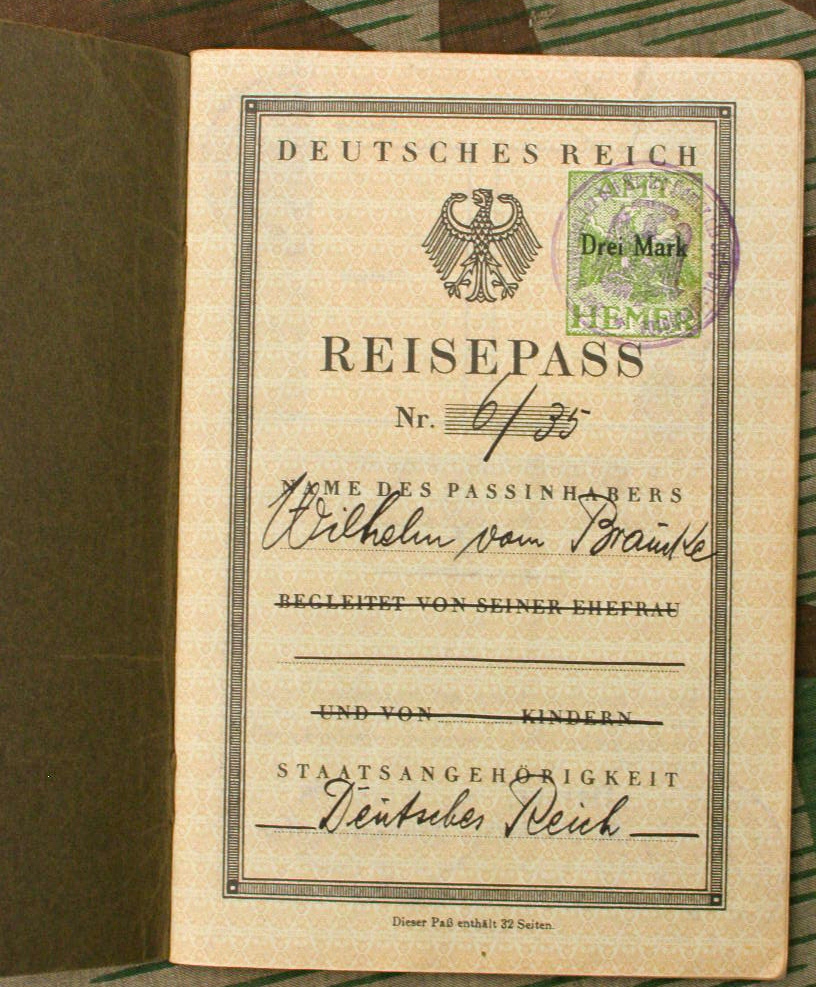 DEUTSCHES REICH
Drei Mark
HEMER
REISEPASS
Nr. 6/35
NAME DES PASSINHABERS
Wilhelm vom Braucke
BEGLEITET VON SEINER EHEFRAU
UND VON KINDERN
STAATSANGEHÖRIGKEIT
Deutsches Reich
Dieser Paß enthält 32 Seiten.